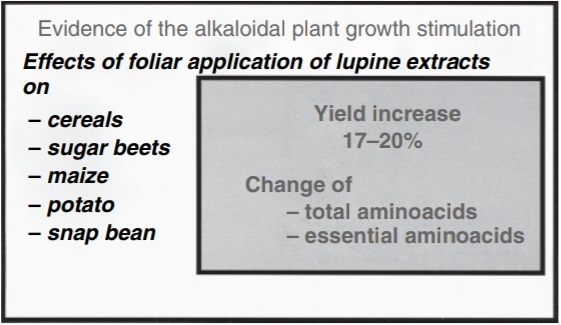 Evidence of the alkaloidal plant growth stimulation
Effects of foliar application of lupine extracts
on
– cereals
– sugar beets
– maize
– potato
– snap bean
Yield increase
17–20%
Change of
– total aminoacids
– essential aminoacids